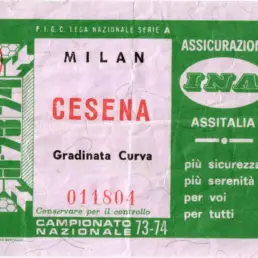 F.I.G.C. LEGA NAZIONALE SERIE A
MILAN
CESENA
Gradinata Curva
011804
Conservare per il controllo
CAMPIONATO
NAZIONALE 73-74
ASSICURAZION
INA
ASSITALIA
più sicurezza
più serenità
per voi
per tutti